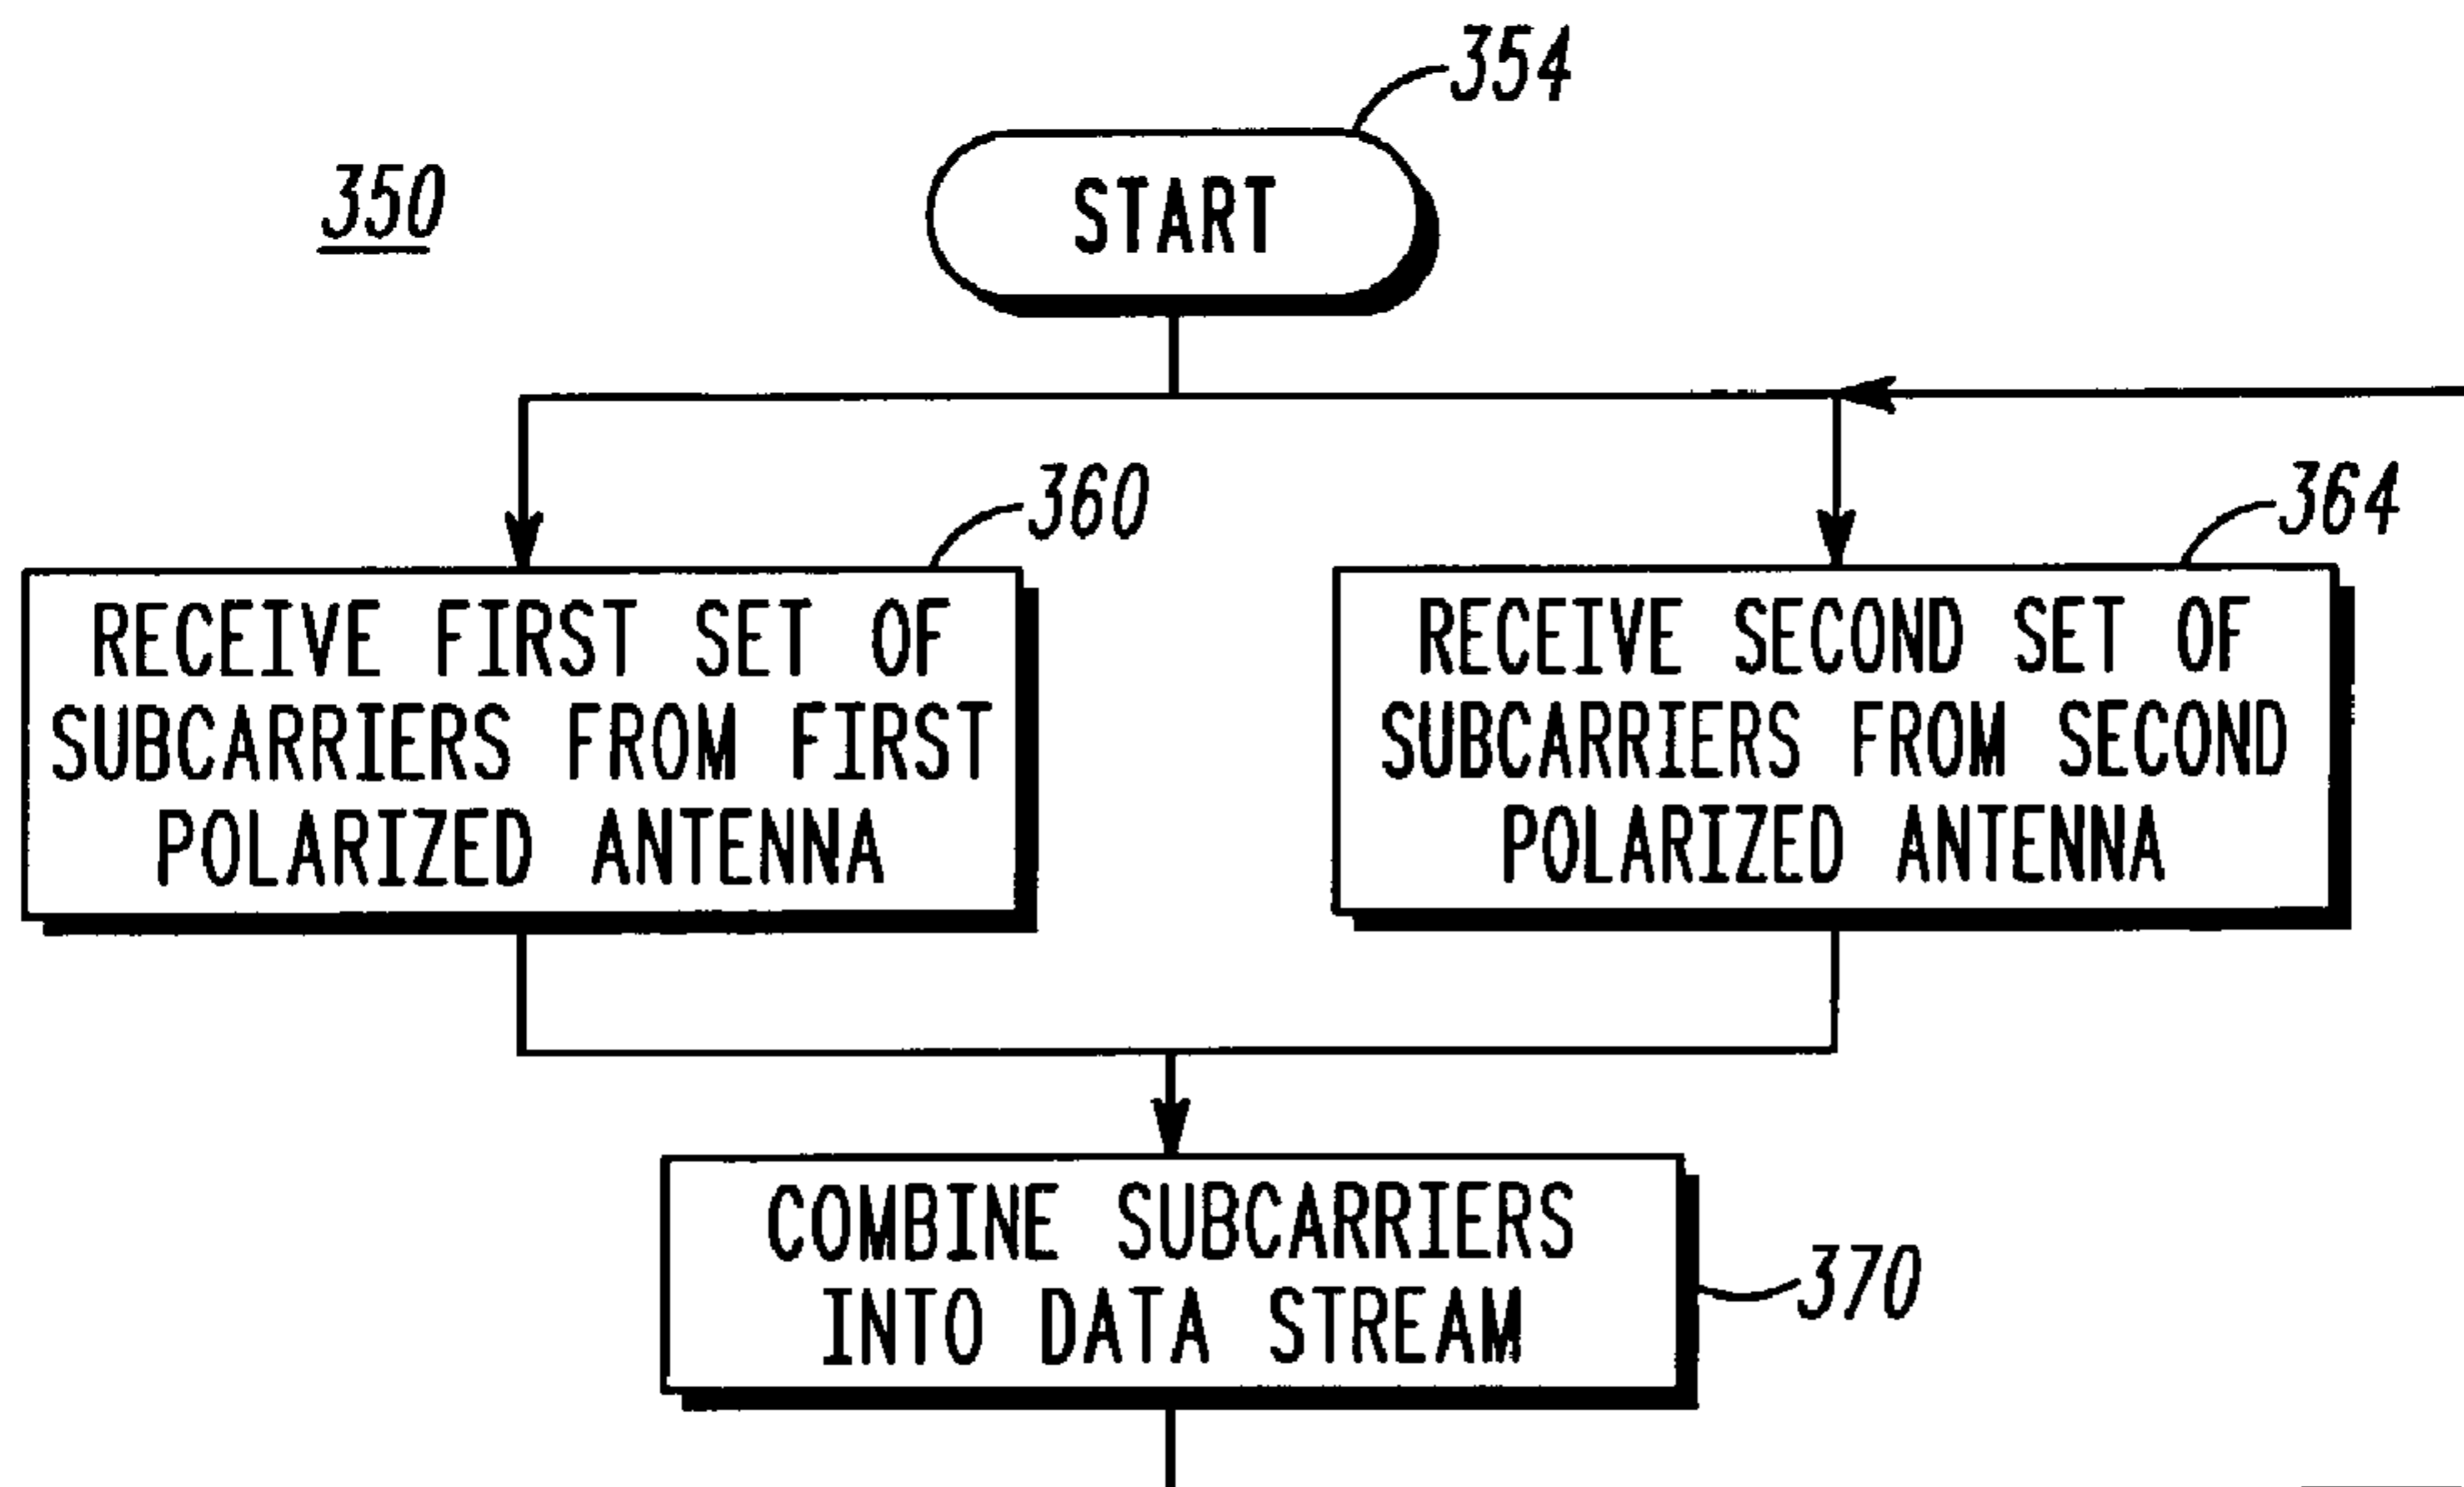 354
350
START
360
364
RECEIVE FIRST SET OF
SUBCARRIERS FROM FIRST
POLARIZED ANTENNA
RECEIVE SECOND SET OF
SUBCARRIERS FROM SECOND
POLARIZED ANTENNA
COMBINE SUBCARRIERS
INTO DATA STREAM
370